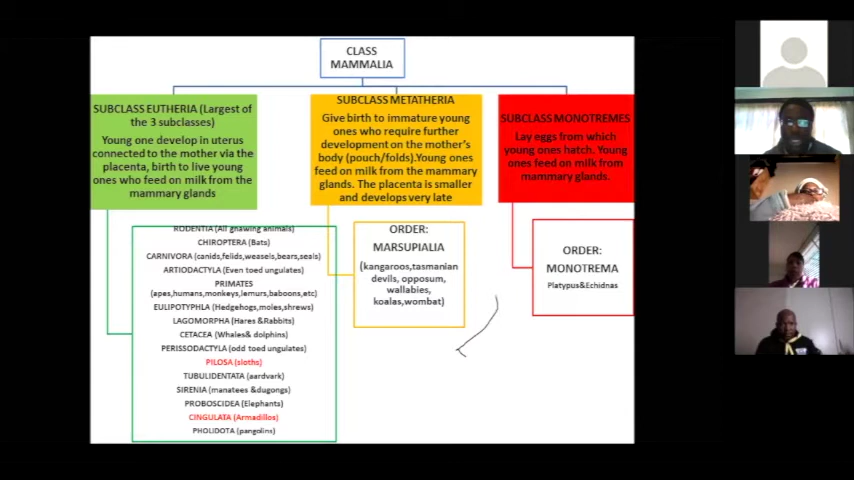 CLASS
MAMMALIA
SUBCLASS EUTHERIA (Largest of
the 3 subclasses)
Young one develop in uterus
connected to the mother via the
placenta, birth to live young
ones who feed on milk from the
mammary glands
SUBCLASS METATHERIA
Give birth to immature young
ones who require further
development on the mother's
body (pouch/folds).Young ones
feed on milk from the mammary
glands. The placenta is smaller
and develops very late
SUBCLASS MONOTREMES
Lay eggs from which
young ones hatch. Young
ones feed on milk from
mammary glands.
RODENTIA (All gnawing animals)
CHIROPTERA (Bats)
CARNIVORA (canids,felids,weasels,bears,seals)
ARTIODACTYLA (Even toed ungulates)
PRIMATES
(apes,humans,monkeys,lemurs,baboons,etc)
EULIPOTYPHLA (Hedgehogs,moles,shrews)
LAGOMORPHA (Hares &Rabbits)
CETACEA (Whales& dolphins)
PERISSODACTYLA (odd toed ungulates)
PILOSA (sloths)
TUBULIDENTATA (aardvark)
SIRENIA (manatees &dugongs)
PROBOSCIDEA (Elephants)
CINGULATA (Armadillos)
PHOLIDOTA (pangolins)
ORDER:
MARSUPIALIA
(kangaroos,tasmanian
devils, opposum,
wallabies,
koalas,wombat)
ORDER:
MONOTREMA
Platypus&Echidnas